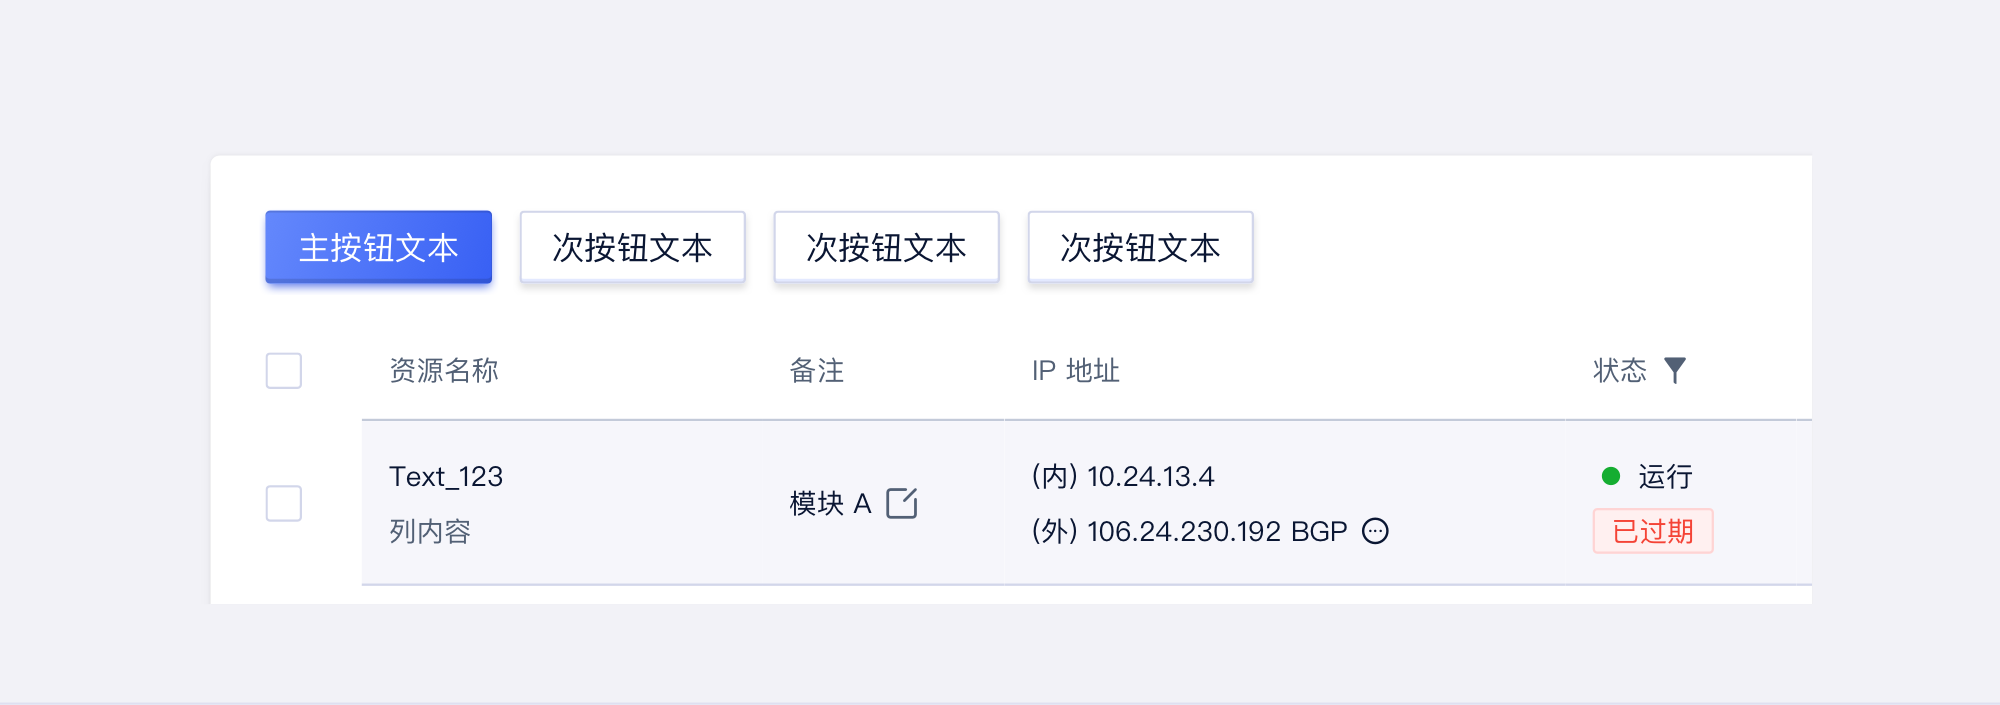 主按钮文本 次按钮文本 次按钮文本 次按钮文本
资源名称 备注 IP 地址 状态
Text_123 (内) 10.24.13.4 运行
模块 A
列内容 (外) 106.24.230.192 BGP 已过期